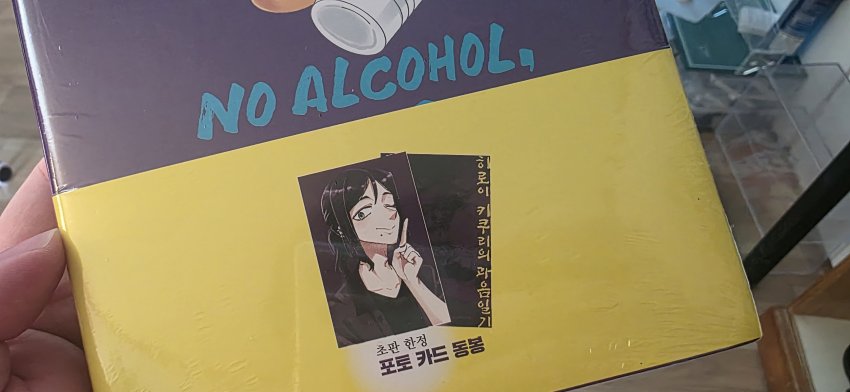 NO ALCOHOL,
히로이 키쿠리의 과음일기
초판 한정
포토 카드 동봉